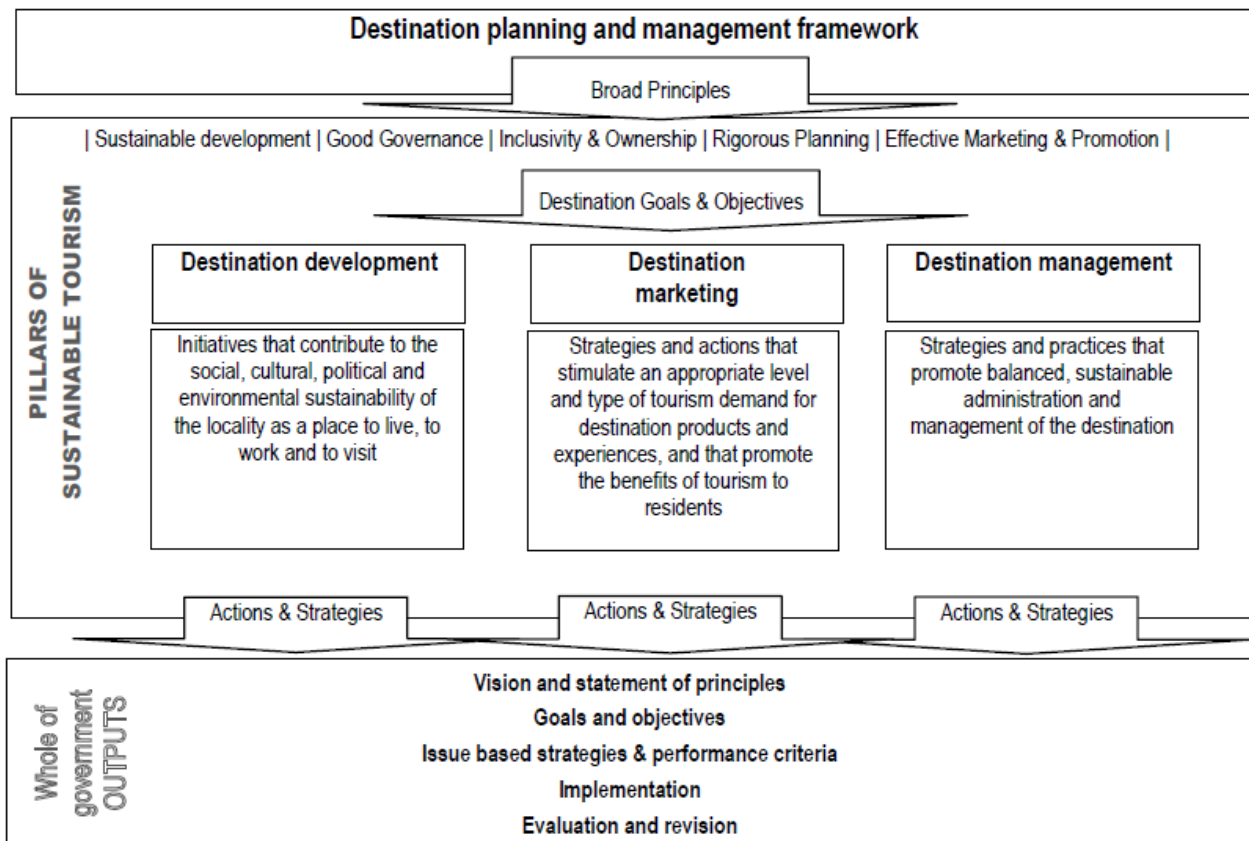 Destination planning and management framework
Broad Principles
| Sustainable development | Good Governance | Inclusivity & Ownership | Rigorous Planning | Effective Marketing & Promotion |
PILLARS OF
SUSTAINABLE TOURISM
Destination Goals & Objectives
Destination development
Initiatives that contribute to the
social, cultural, political and
environmental sustainability of
the locality as a place to live, to
work and to visit
Destination
marketing
Strategies and actions that
stimulate an appropriate level
and type of tourism demand for
destination products and
experiences, and that promote
the benefits of tourism to
residents
Destination management
Strategies and practices that
promote balanced, sustainable
administration and
management of the destination
Actions & Strategies
Actions & Strategies
Actions & Strategies
Whole of
government
OUTPUTS
Vision and statement of principles
Goals and objectives
Issue based strategies & performance criteria
Implementation
Evaluation and revision